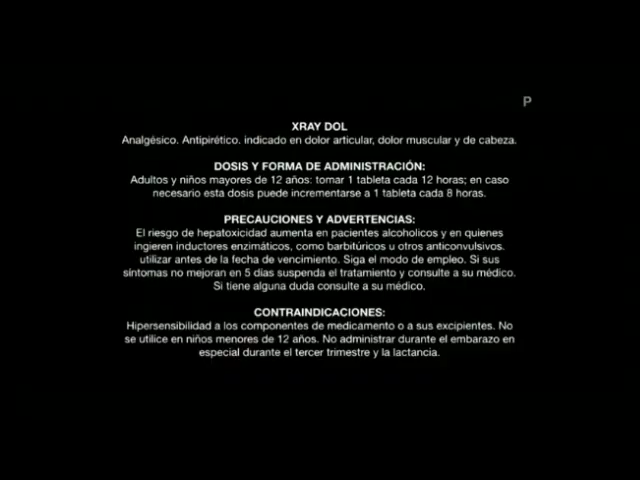 P
XRAY DOL
Analgésico. Antipirético. indicado en dolor articular, dolor muscular y de cabeza.
DOSIS Y FORMA DE ADMINISTRACIÓN:
Adultos y niños mayores de 12 años: tomar 1 tableta cada 12 horas; en caso
necesario esta dosis puede incrementarse a 1 tableta cada 8 horas.
PRECAUCIONES Y ADVERTENCIAS:
El riesgo de hepatoxicidad aumenta en pacientes alcoholicos y en quienes
ingieren inductores enzimáticos, como barbitúricos u otros anticonvulsivos.
utilizar antes de la fecha de vencimiento. Siga el modo de empleo. Si sus
síntomas no mejoran en 5 días suspenda el tratamiento y consulte a su médico.
Si tiene alguna duda consulte a su médico.
CONTRAINDICACIONES:
Hipersensibilidad a los componentes de medicamento o a sus excipientes. No
se utilice en niños menores de 12 años. No administrar durante el embarazo en
especial durante el tercer trimestre y la lactancia.